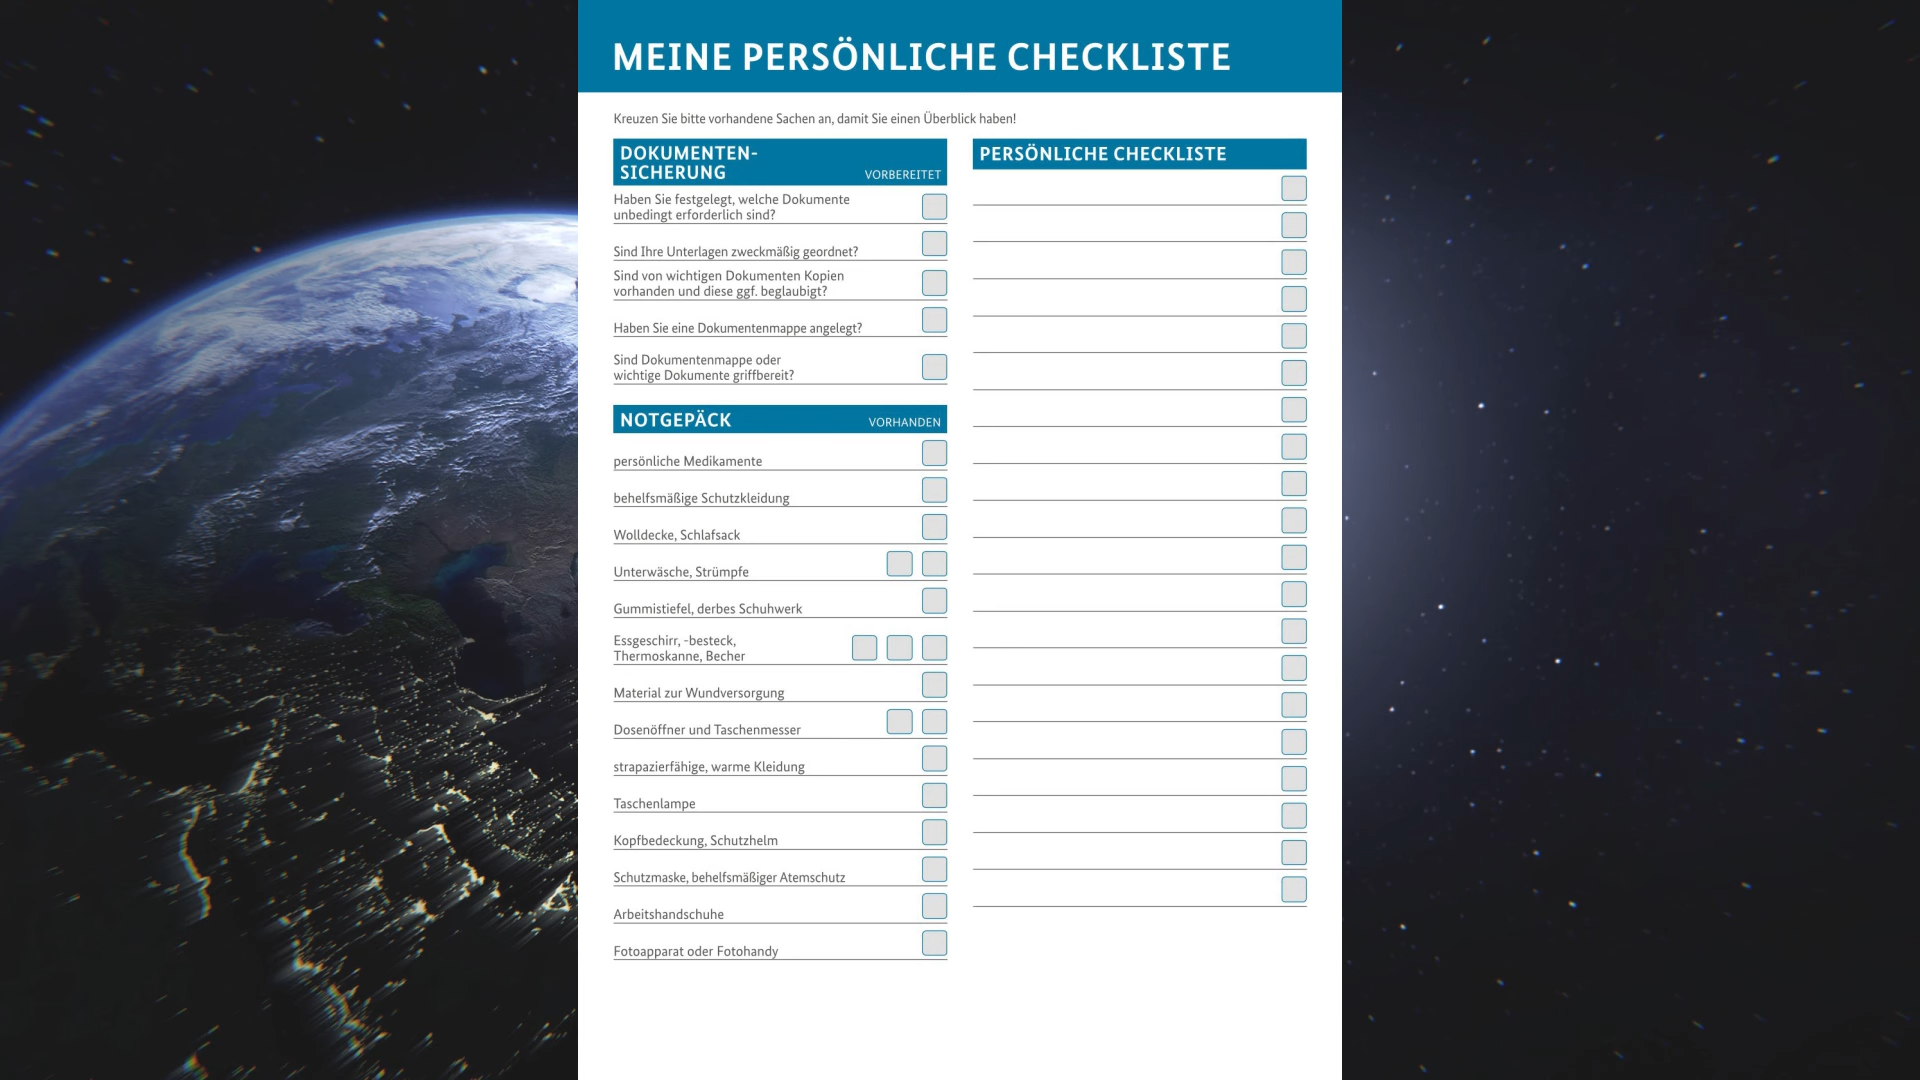 MEINE PERSÖNLICHE CHECKLISTE
Kreuzen Sie bitte vorhandene Sachen an, damit Sie einen Überblick haben!
DOKUMENTEN-
SICHERUNG
VORBEREITET
Haben Sie festgelegt, welche Dokumente
unbedingt erforderlich sind?
Sind Ihre Unterlagen zweckmäßig geordnet?
Sind von wichtigen Dokumenten Kopien
vorhanden und diese ggf. beglaubigt?
Haben Sie eine Dokumentenmappe angelegt?
Sind Dokumentenmappe oder
wichtige Dokumente griffbereit?
NOTGEPÄCK
VORHANDEN
persönliche Medikamente
behelfsmäßige Schutzkleidung
Wolldecke, Schlafsack
Unterwäsche, Strümpfe
Gummistiefel, derbes Schuhwerk
Essgeschirr, -besteck,
Thermoskanne, Becher
Material zur Wundversorgung
Dosenöffner und Taschenmesser
strapazierfähige, warme Kleidung
Taschenlampe
Kopfbedeckung, Schutzhelm
Schutzmaske, behelfsmäßiger Atemschutz
Arbeitshandschuhe
Fotoapparat oder Fotohandy
PERSÖNLICHE CHECKLISTE